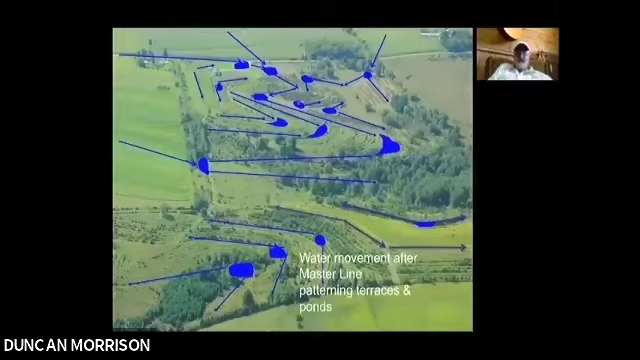 Water movement after
Master Line
patterning terraces &
ponds
DUNCAN MORRISON